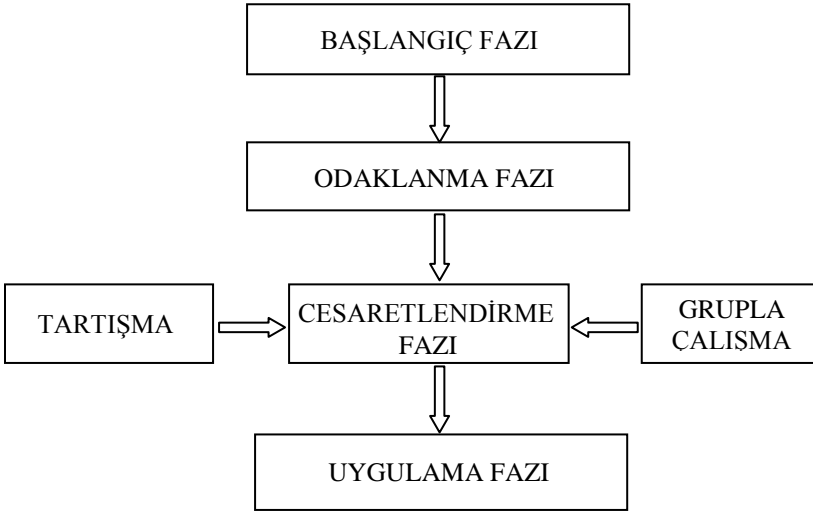 BAŞLANGIÇ FAZI
ODAKLANMA FAZI
TARTIŞMA
CESARETLENDİRME
FAZI
GRUPLA
ÇALIŞMA
UYGULAMA FAZI